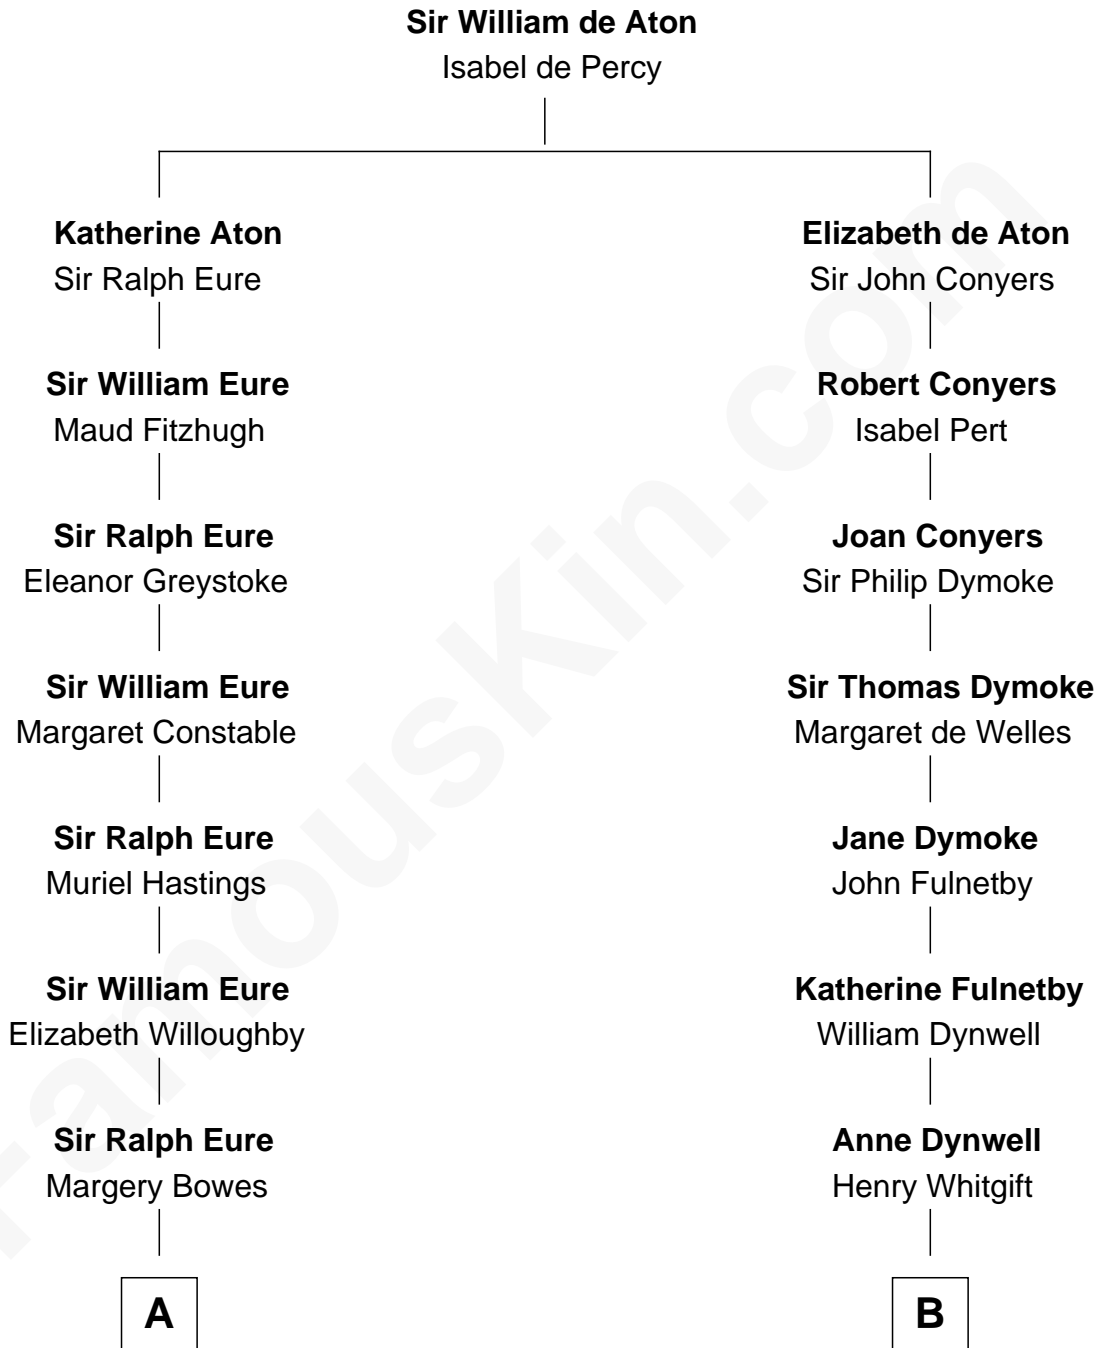 Sir William de Aton
Isabel de Percy
Katherine Aton
Sir Ralph Eure
Elizabeth de Aton
Sir John Conyers
Sir William Eure
Maud Fitzhugh
Robert Conyers
Isabel Pert
Sir Ralph Eure
Eleanor Greystoke
Joan Conyers
Sir Philip Dymoke
Sir William Eure
Margaret Constable
Sir Thomas Dymoke
Margaret de Welles
Sir Ralph Eure
Muriel Hastings
Jane Dymoke
John Fulnetby
Sir William Eure
Elizabeth Willoughby
Katherine Fulnetby
William Dynwell
Sir Ralph Eure
Margery Bowes
Anne Dynwell
Henry Whitgift
A
B
FamousKin.com